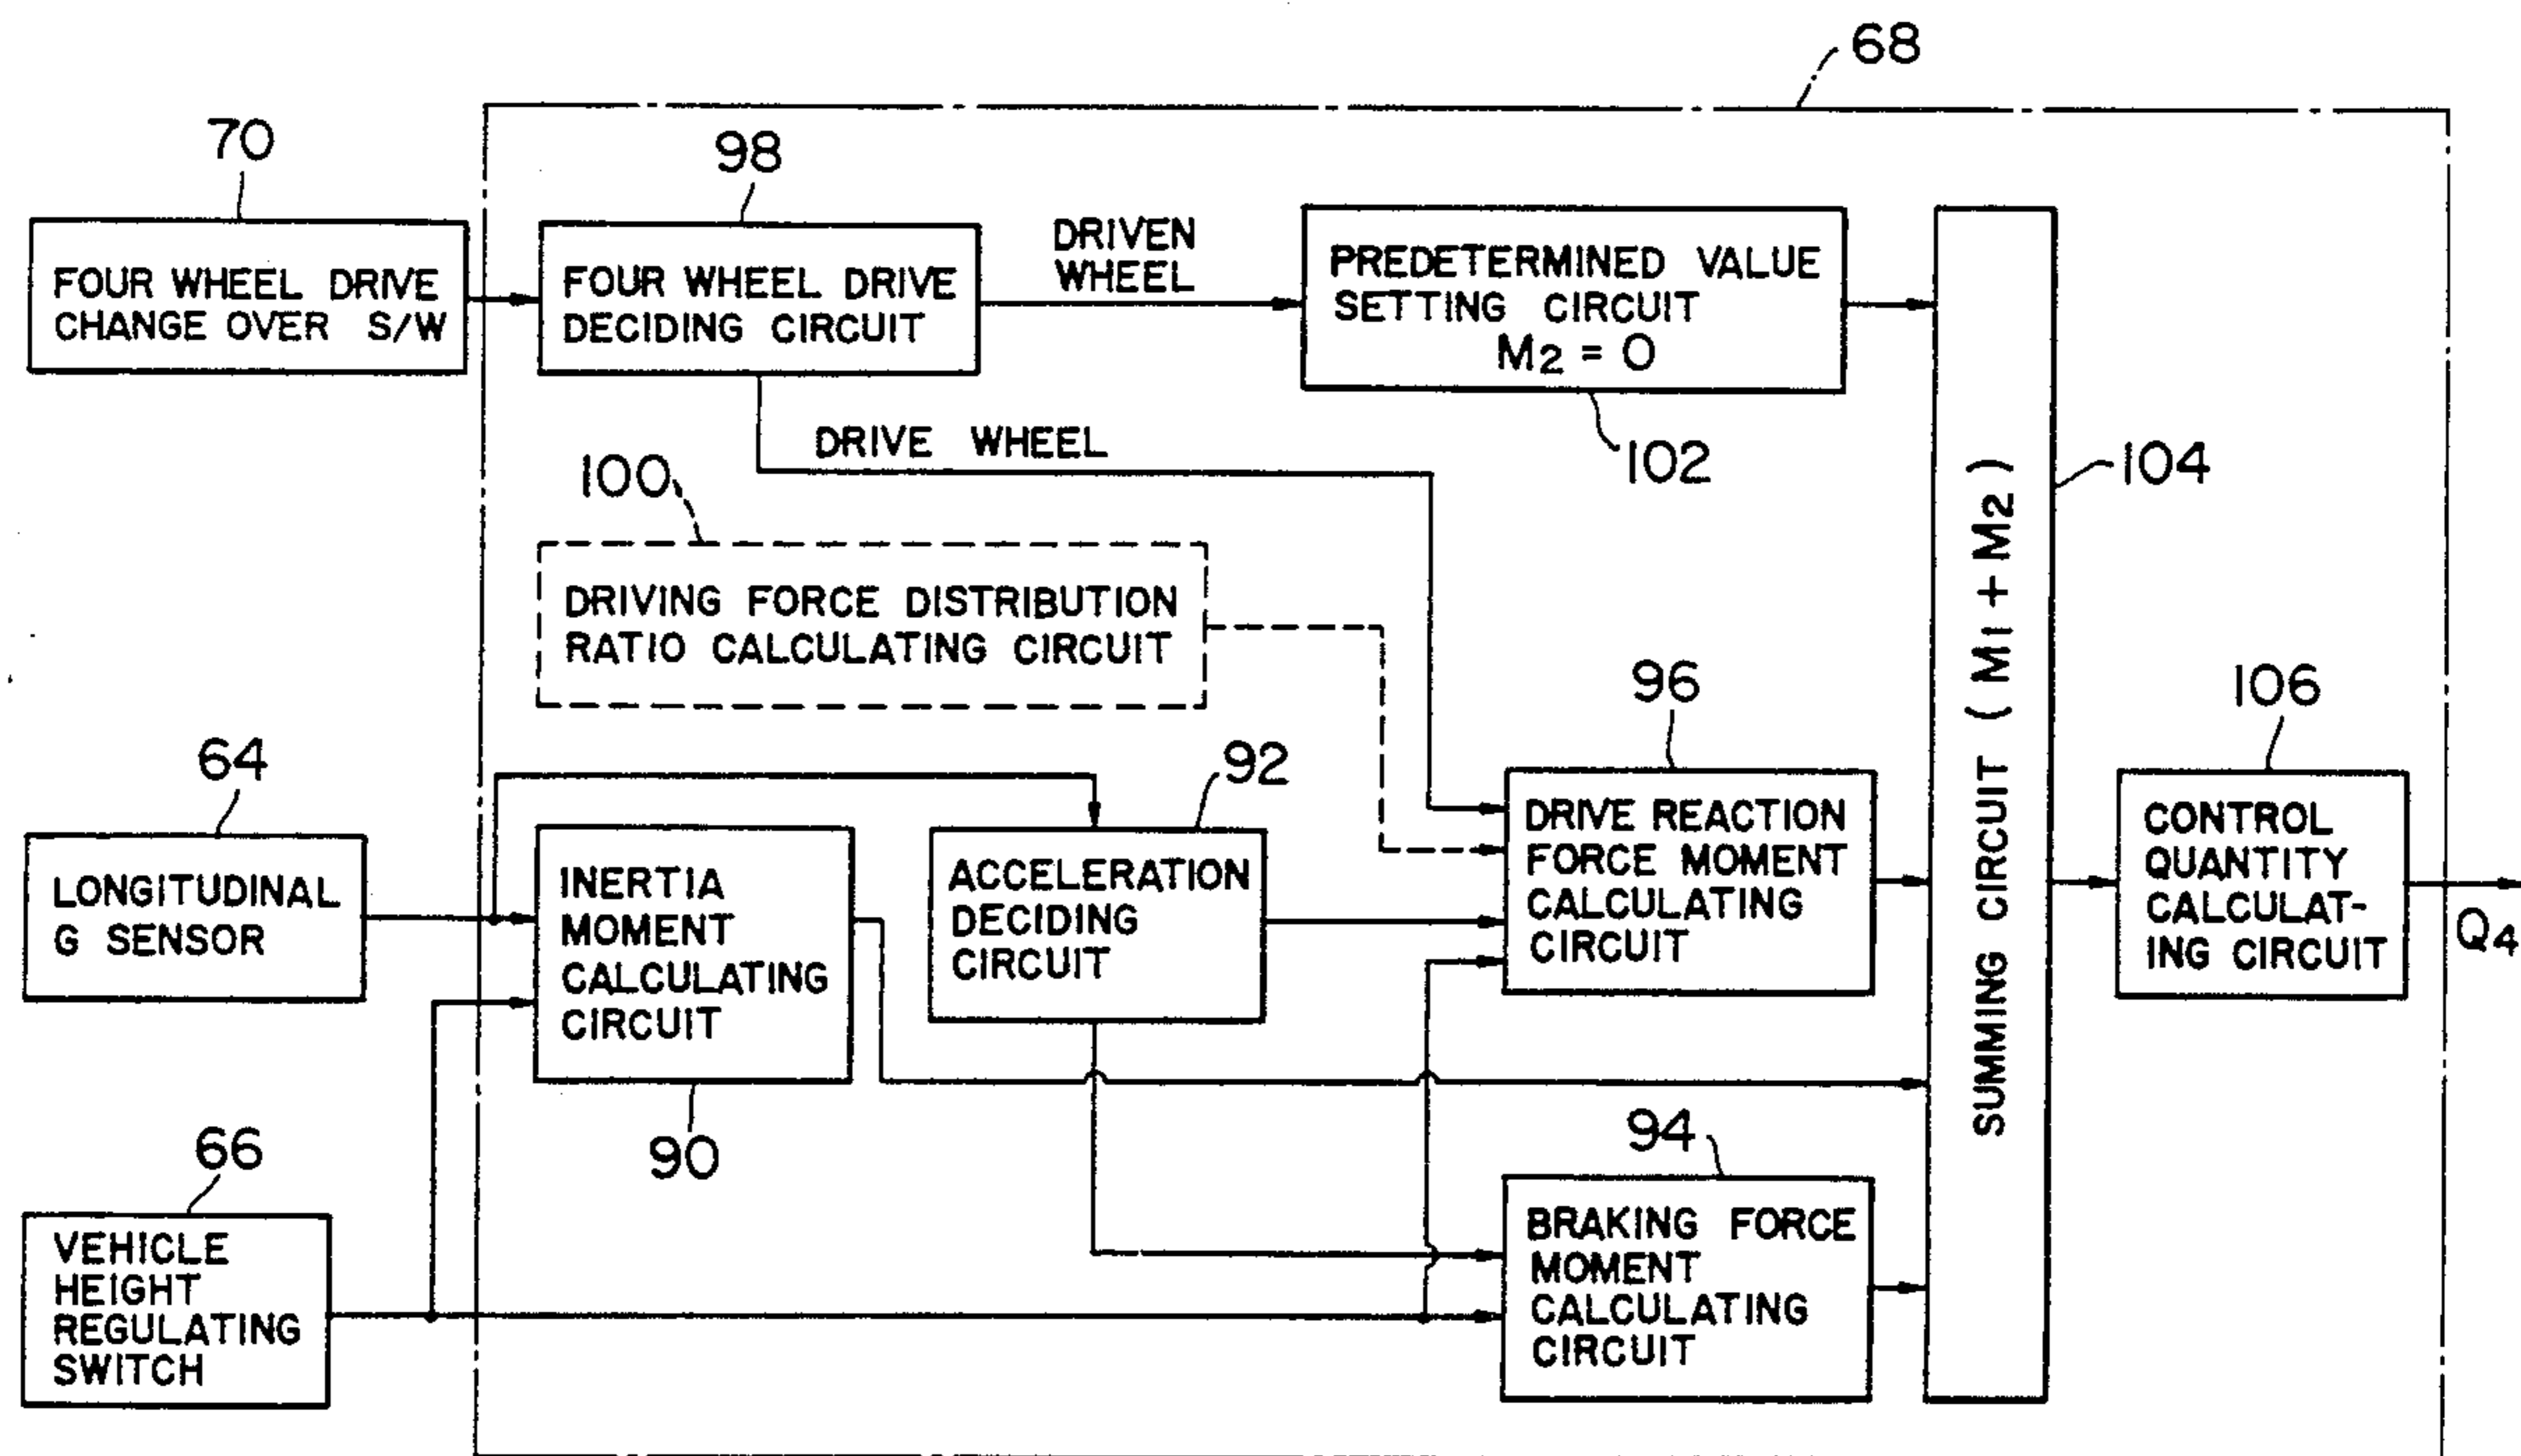 68
70
FOUR WHEEL DRIVE
CHANGE OVER S/W
98
FOUR WHEEL DRIVE
DECIDING CIRCUIT
DRIVEN
WHEEL
PREDETERMINED VALUE
SETTING CIRCUIT
M2 = 0
102
DRIVE WHEEL
100
DRIVING FORCE DISTRIBUTION
RATIO CALCULATING CIRCUIT
SUMMING CIRCUIT ( M1 + M2 )
104
64
LONGITUDINAL
G SENSOR
INERTIA
MOMENT
CALCULATING
CIRCUIT
90
92
ACCELERATION
DECIDING
CIRCUIT
96
DRIVE REACTION
FORCE MOMENT
CALCULATING
CIRCUIT
106
CONTROL
QUANTITY
CALCULAT-
ING CIRCUIT
Q4
66
VEHICLE
HEIGHT
REGULATING
SWITCH
94
BRAKING FORCE
MOMENT
CALCULATING
CIRCUIT